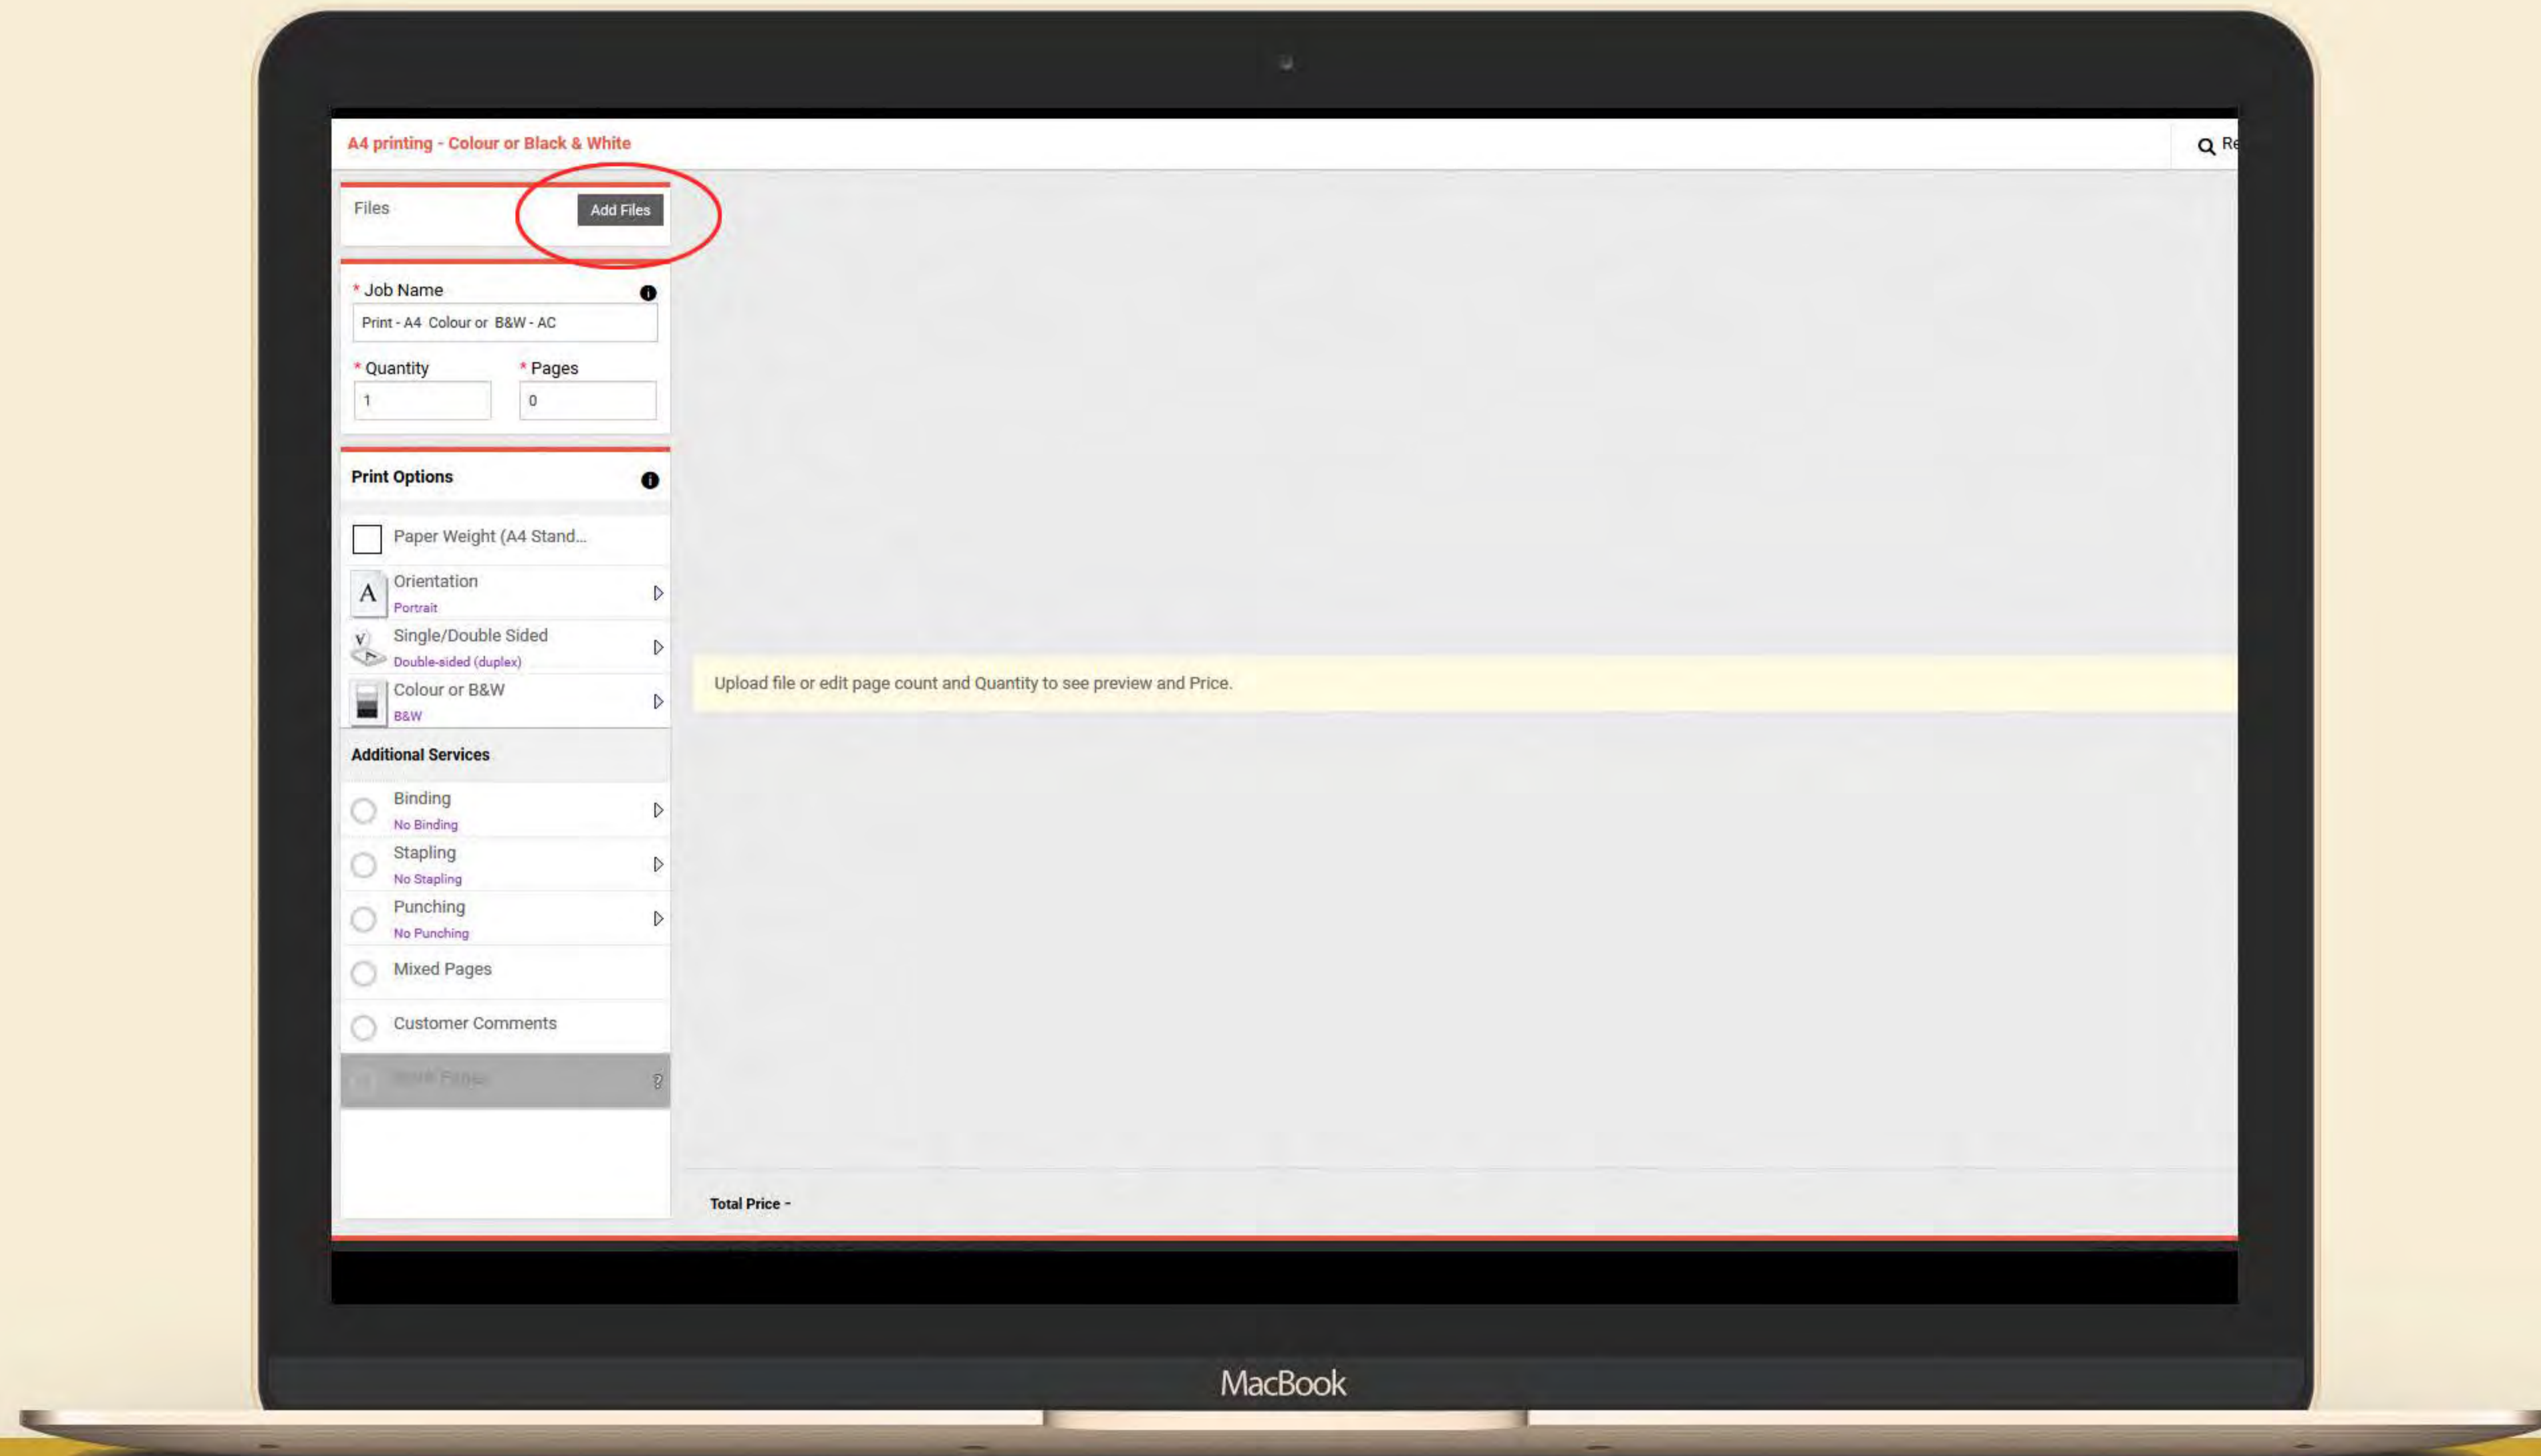 A4 printing - Colour or Black & White
Re
Files
Add Files
* Job Name
Print - A4 Colour or B&W - AC
* Quantity
* Pages
1
0
Print Options
Paper Weight (A4 Stand...
A
Orientation
Portrait
Single/Double Sided
Double-sided (duplex)
Colour or B&W
B&W
Upload file or edit page count and Quantity to see preview and Price.
Additional Services
Binding
No Binding
Stapling
No Stapling
Punching
No Punching
Mixed Pages
Customer Comments
?
Total Price -
MacBook